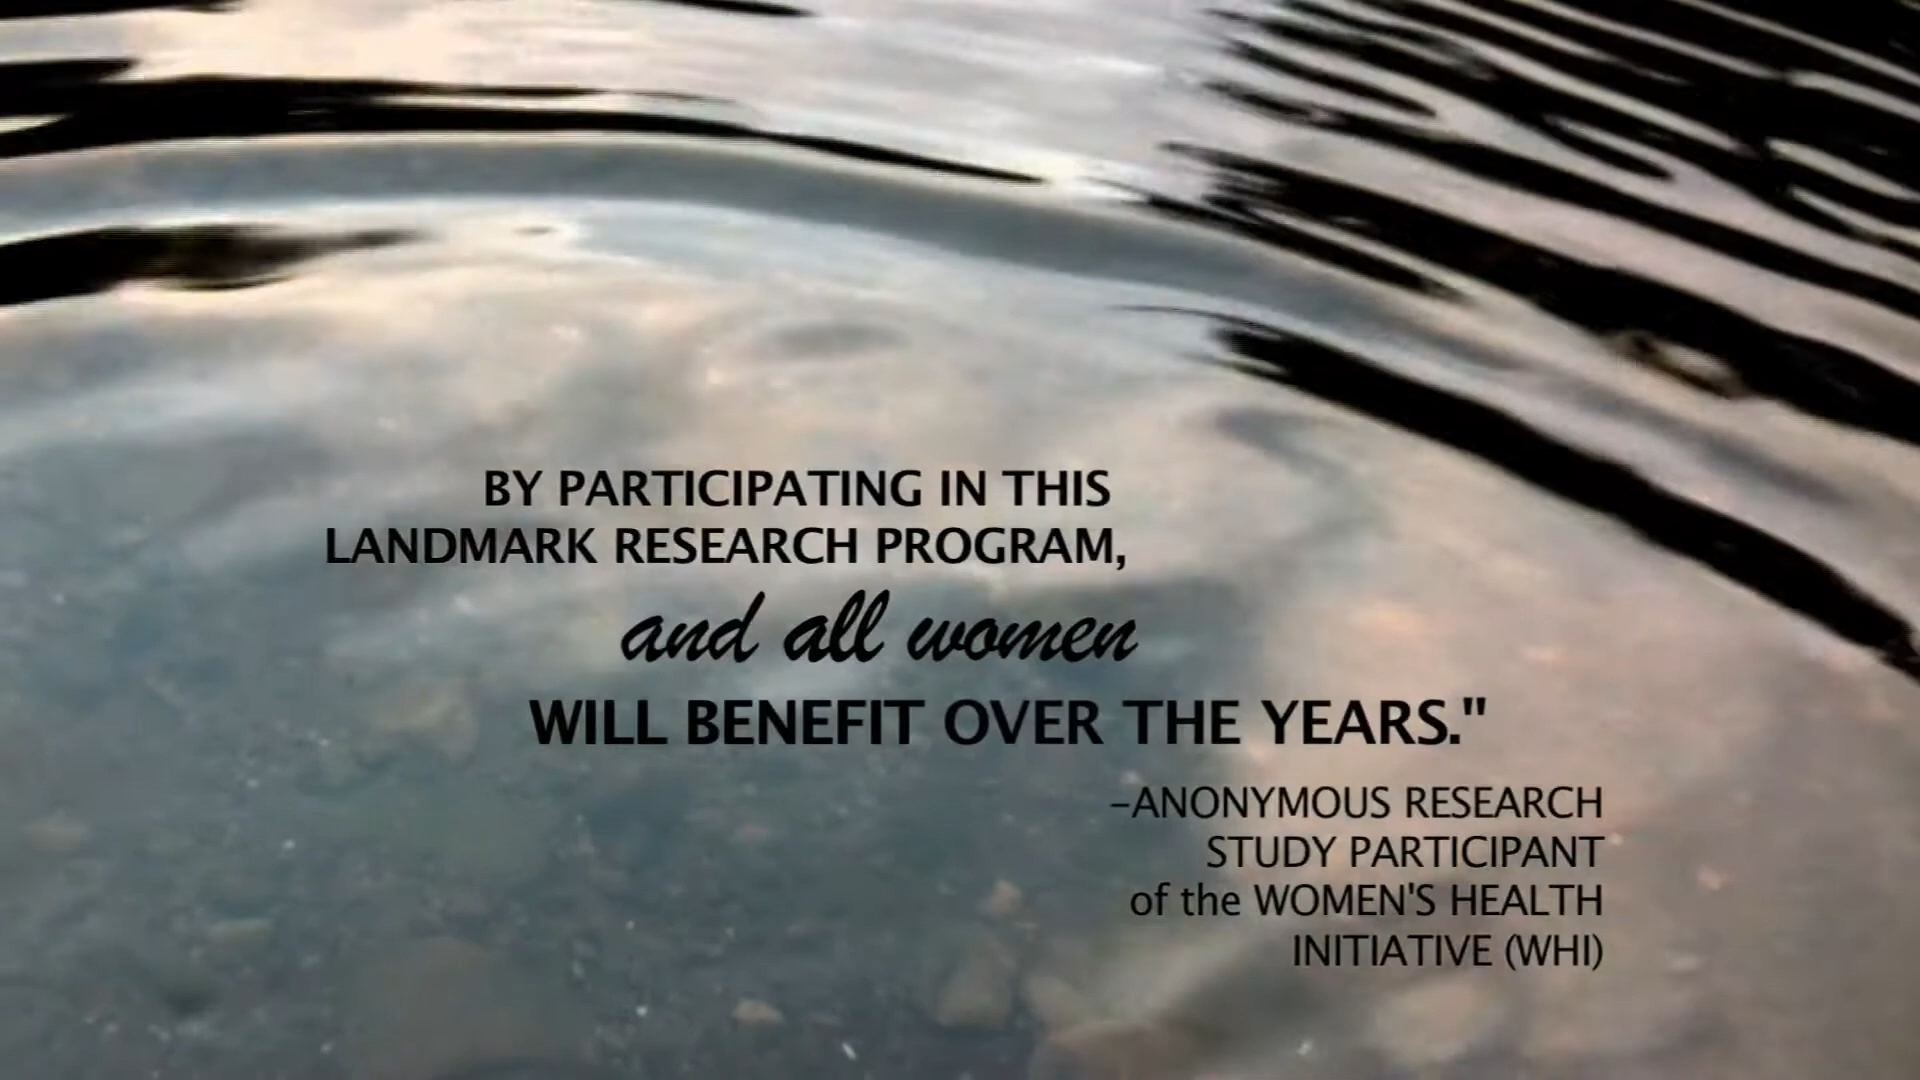 BY PARTICIPATING IN THIS
LANDMARK RESEARCH PROGRAM,
and all women
WILL BENEFIT OVER THE YEARS."
–ANONYMOUS RESEARCH
STUDY PARTICIPANT
of the WOMEN'S HEALTH
INITIATIVE (WHI)